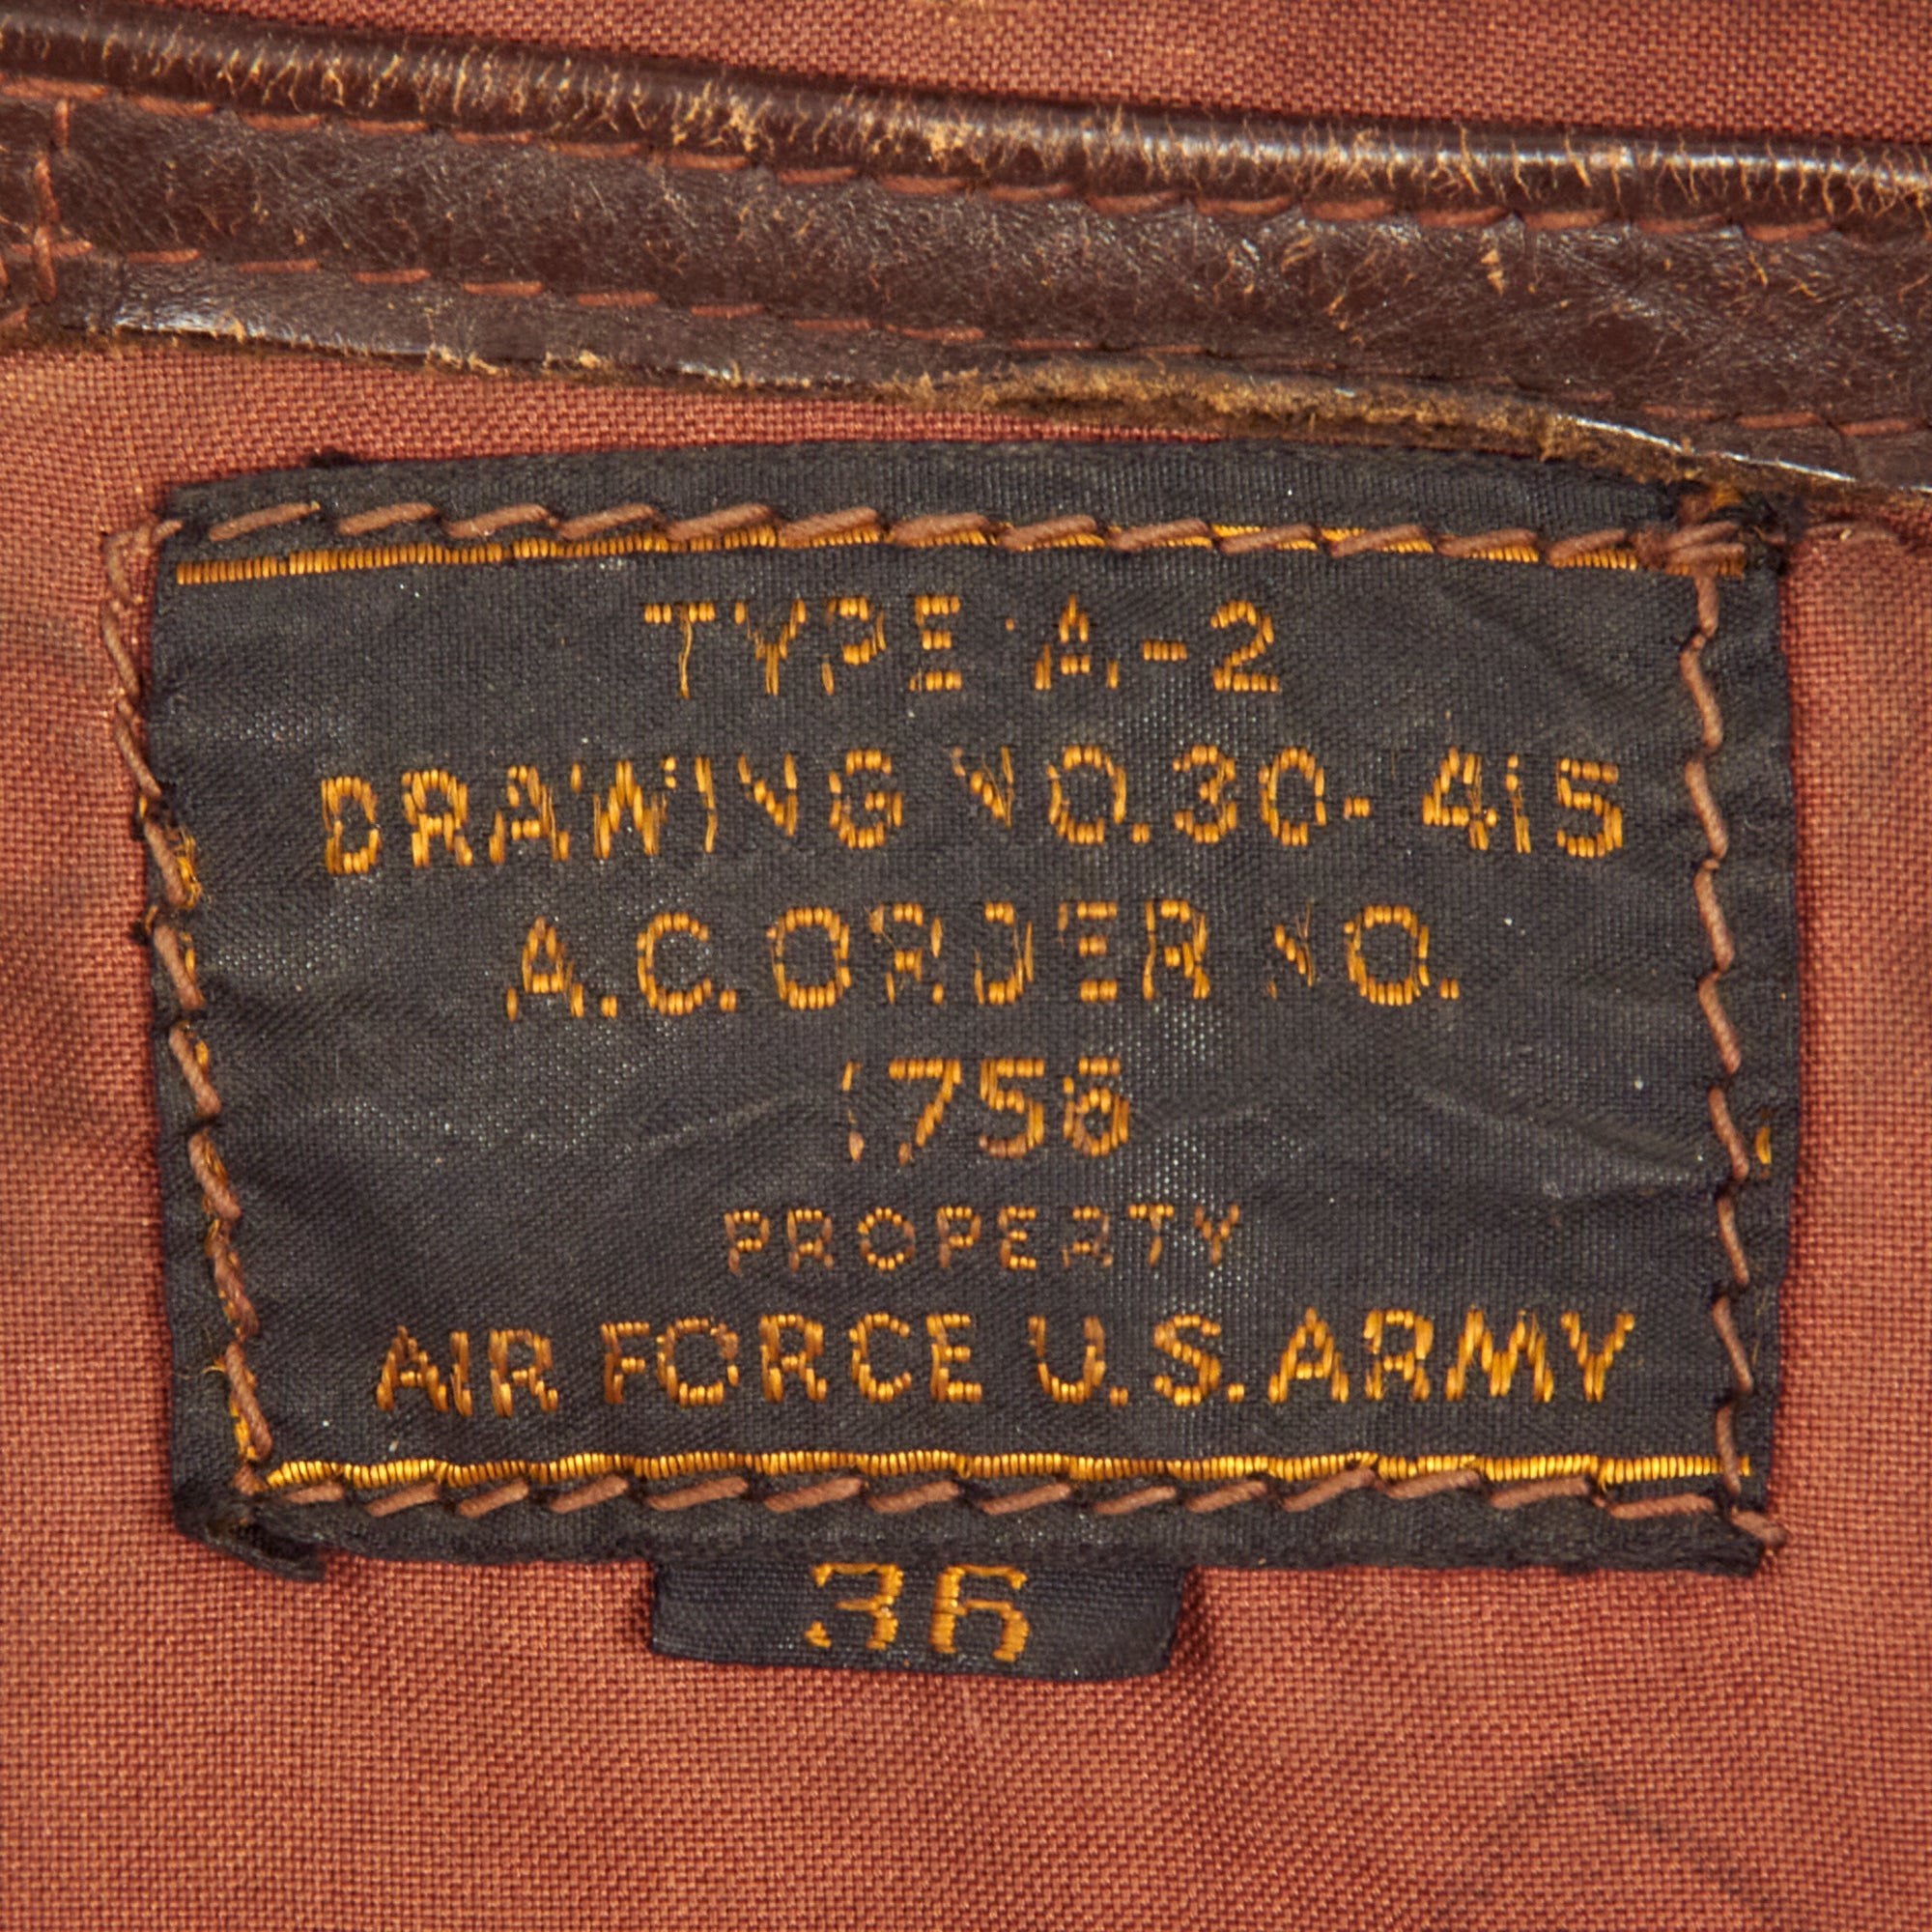 TYPE A-2
DRAWING NO. 30-415
A.C. ORDER NO.
1756
PROPERTY
AIR FORCE U.S. ARMY
36